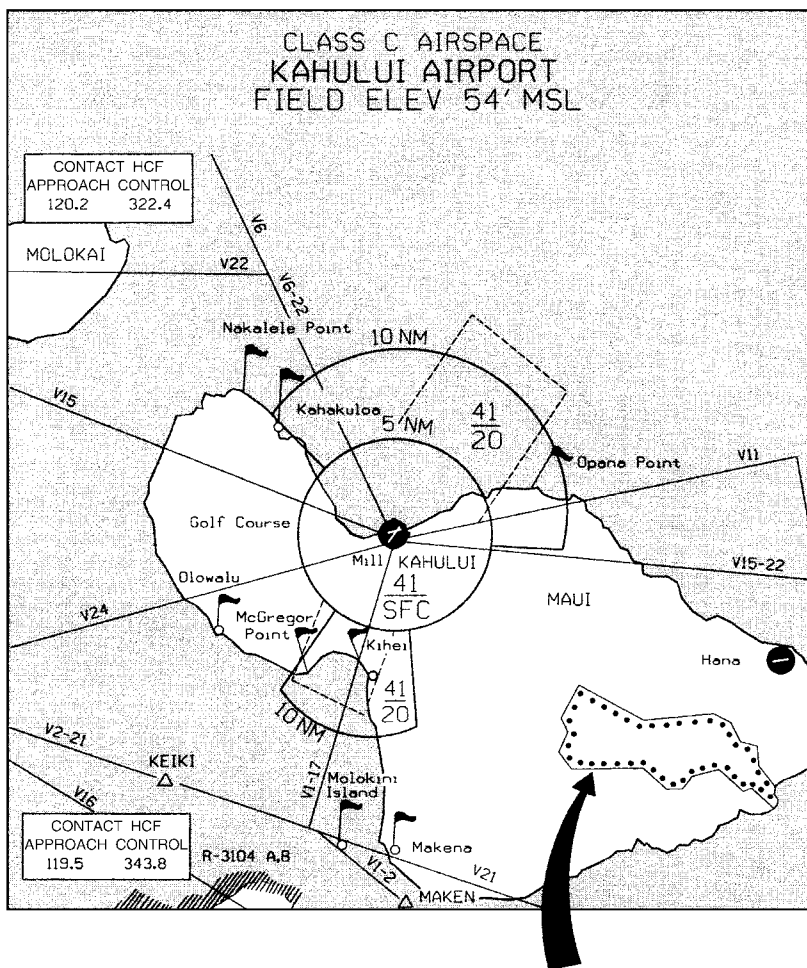 CLASS C AIRSPACE
KAHULUI AIRPORT
FIELD ELEV 54' MSL
CONTACT HCF
APPROACH CONTROL
120.2 322.4
MOLOKAI
V6
V22
V6-22
Nakalele Point
10 NM
V15
Kahakuloa
5 NM
41
20
Opana Point
V11
Golf Course
Mill
KAHULUI
41
SFC
V15-22
MAUI
Olowalu
V24
McGregor
Point
Kihei
Hana
41
20
10 NM
V2-21
KEIKI
V1-17
Molokini
Island
V16
CONTACT HCF
APPROACH CONTROL
119.5 343.8
R-3104 A,B
Makena
V1-2
V21
MAKEN